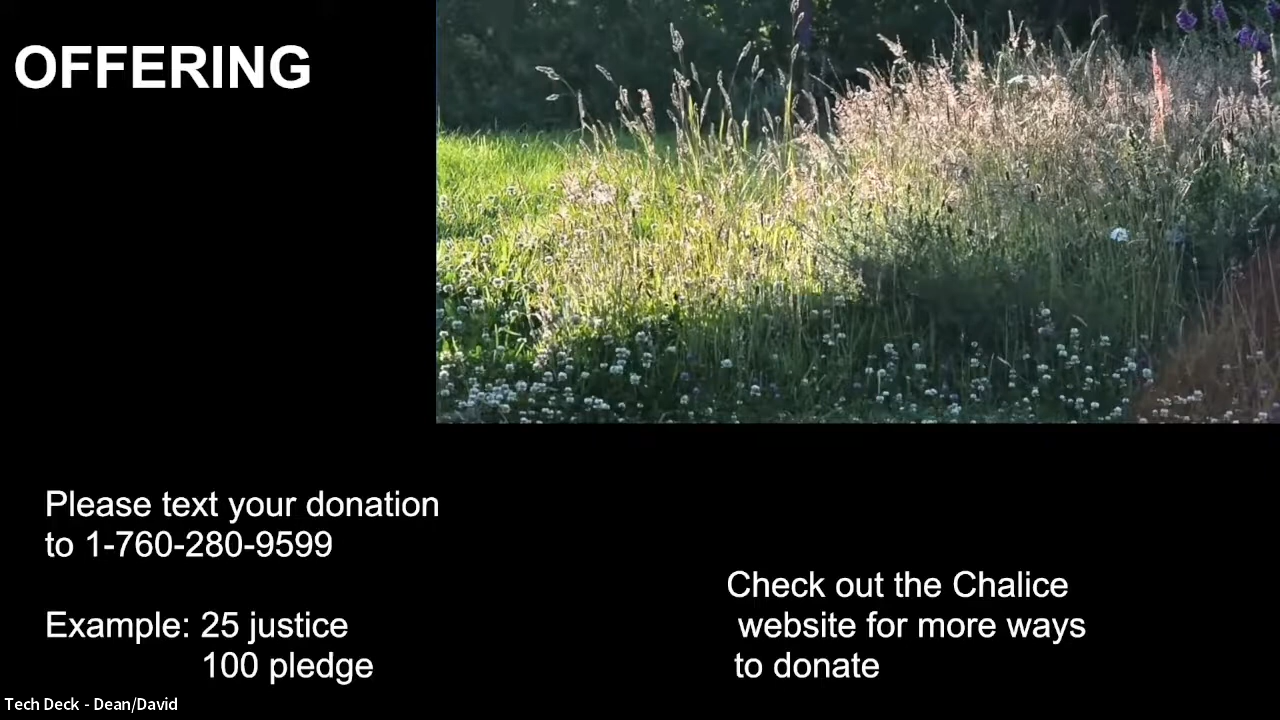 OFFERING
Please text your donation
to 1-760-280-9599
Example: 25 justice
100 pledge
Check out the Chalice
website for more ways
to donate
Tech Deck - Dean/David